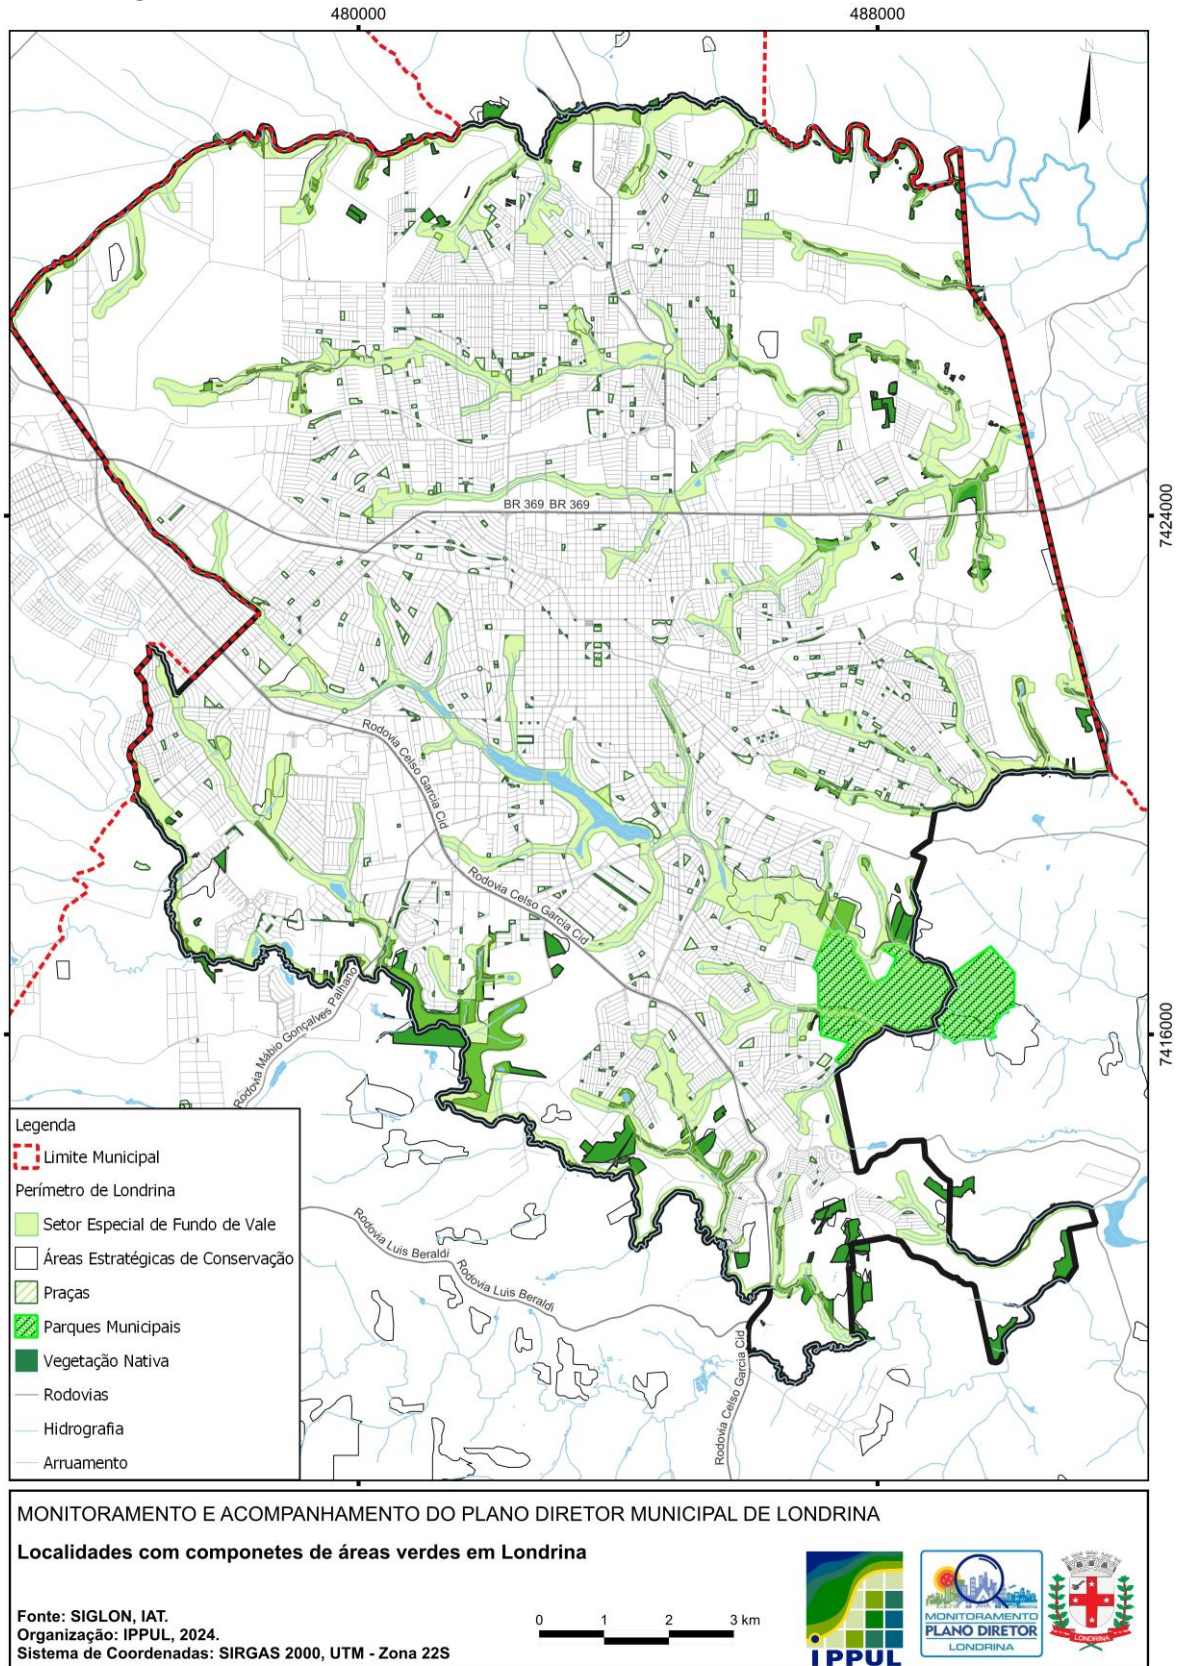 480000
488000
N
BR 369 BR 369
7424000
Rodovia Celso Garcia Cid
Rodovia Celso Garcia Cid
Rodovia Mábio Gonçalves Palhano
7416000
Rodovia Luis Beraldi
Rodovia Luis Beraldi
Rodovia Celso Garcia Cid
Legenda
Limite Municipal
Perímetro de Londrina
Setor Especial de Fundo de Vale
Áreas Estratégicas de Conservação
Praças
Parques Municipais
Vegetação Nativa
Rodovias
Hidrografia
Arruamento
MONITORAMENTO E ACOMPANHAMENTO DO PLANO DIRETOR MUNICIPAL DE LONDRINA
Localidades com componetes de áreas verdes em Londrina
Fonte: SIGLON, IAT.
Organização: IPPUL, 2024.
Sistema de Coordenadas: SIRGAS 2000, UTM - Zona 22S
0 1 2 3 km
IPPUL
MONITORAMENTO
PLANO DIRETOR
LONDRINA
LONDRINA